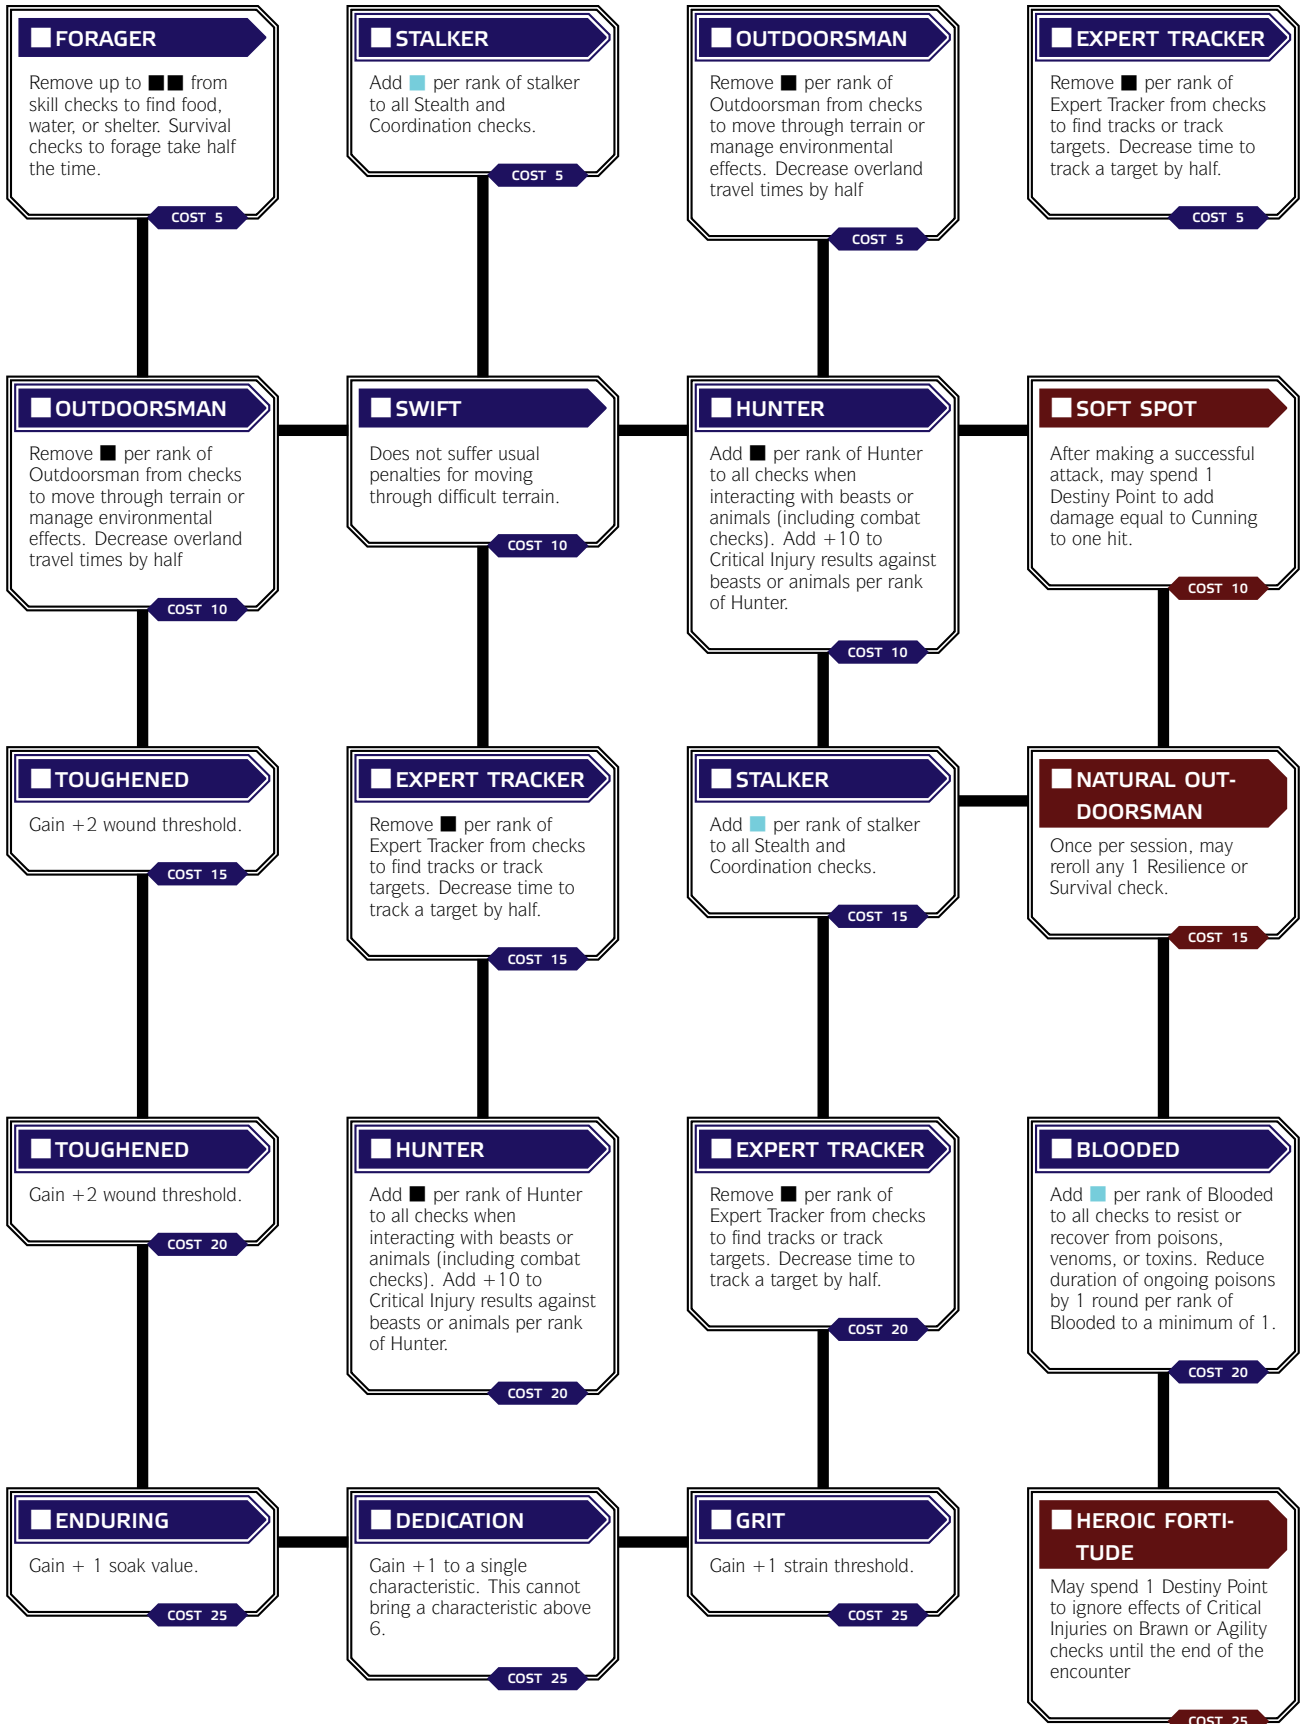 FORAGER
Remove up to ■■ from
skill checks to find food,
water, or shelter. Survival
checks to forage take half
the time.
COST 5
STALKER
Add ■ per rank of stalker
to all Stealth and
Coordination checks.
COST 5
OUTDOORSMAN
Remove ■ per rank of
Outdoorsman from checks
to move through terrain or
manage environmental
effects. Decrease overland
travel times by half
COST 5
EXPERT TRACKER
Remove ■ per rank of
Expert Tracker from checks
to find tracks or track
targets. Decrease time to
track a target by half.
COST 5
OUTDOORSMAN
Remove ■ per rank of
Outdoorsman from checks
to move through terrain or
manage environmental
effects. Decrease overland
travel times by half
COST 10
SWIFT
Does not suffer usual
penalties for moving
through difficult terrain.
COST 10
HUNTER
Add ■ per rank of Hunter
to all checks when
interacting with beasts or
animals (including combat
checks). Add +10 to
Critical Injury results against
beasts or animals per rank
of Hunter.
COST 10
SOFT SPOT
After making a successful
attack, may spend 1
Destiny Point to add
damage equal to Cunning
to one hit.
COST 10
TOUGHENED
Gain +2 wound threshold.
COST 15
EXPERT TRACKER
Remove ■ per rank of
Expert Tracker from checks
to find tracks or track
targets. Decrease time to
track a target by half.
COST 15
STALKER
Add ■ per rank of stalker
to all Stealth and
Coordination checks.
COST 15
NATURAL OUT-
DOORSMAN
Once per session, may
reroll any 1 Resilience or
Survival check.
COST 15
TOUGHENED
Gain +2 wound threshold.
COST 20
HUNTER
Add ■ per rank of Hunter
to all checks when
interacting with beasts or
animals (including combat
checks). Add +10 to
Critical Injury results against
beasts or animals per rank
of Hunter.
COST 20
EXPERT TRACKER
Remove ■ per rank of
Expert Tracker from checks
to find tracks or track
targets. Decrease time to
track a target by half.
COST 20
BLOODED
Add ■ per rank of Blooded
to all checks to resist or
recover from poisons,
venoms, or toxins. Reduce
duration of ongoing poisons
by 1 round per rank of
Blooded to a minimum of 1.
COST 20
ENDURING
Gain + 1 soak value.
COST 25
DEDICATION
Gain +1 to a single
characteristic. This cannot
bring a characteristic above
6.
COST 25
GRIT
Gain +1 strain threshold.
COST 25
HEROIC FORTI-
TUDE
May spend 1 Destiny Point
to ignore effects of Critical
Injuries on Brawn or Agility
checks until the end of the
encounter
COST 25